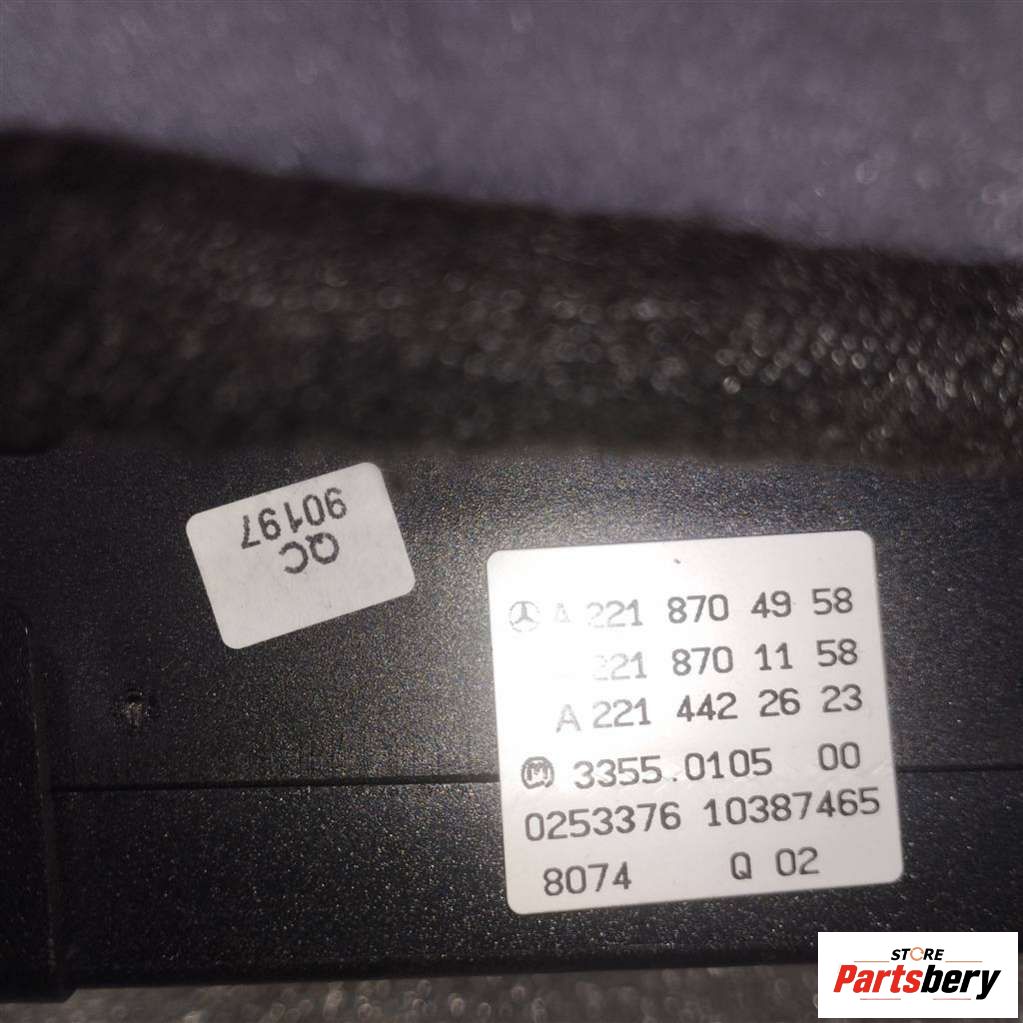 QC
90197
A 221 870 49 58
221 870 11 58
A 221 442 26 23
M 3355.0105 00
0253376 10387465
8074 Q 02
STORE
Partsbery